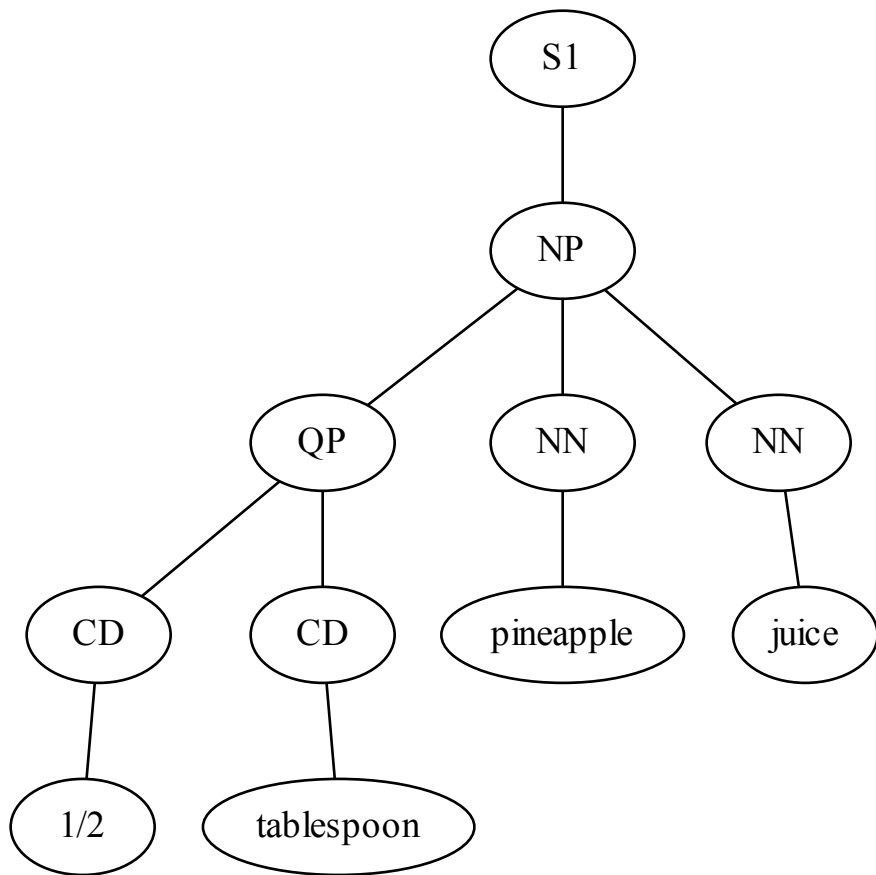 S1
NP
QP NN NN
CD CD pineapple juice
1/2 tablespoon